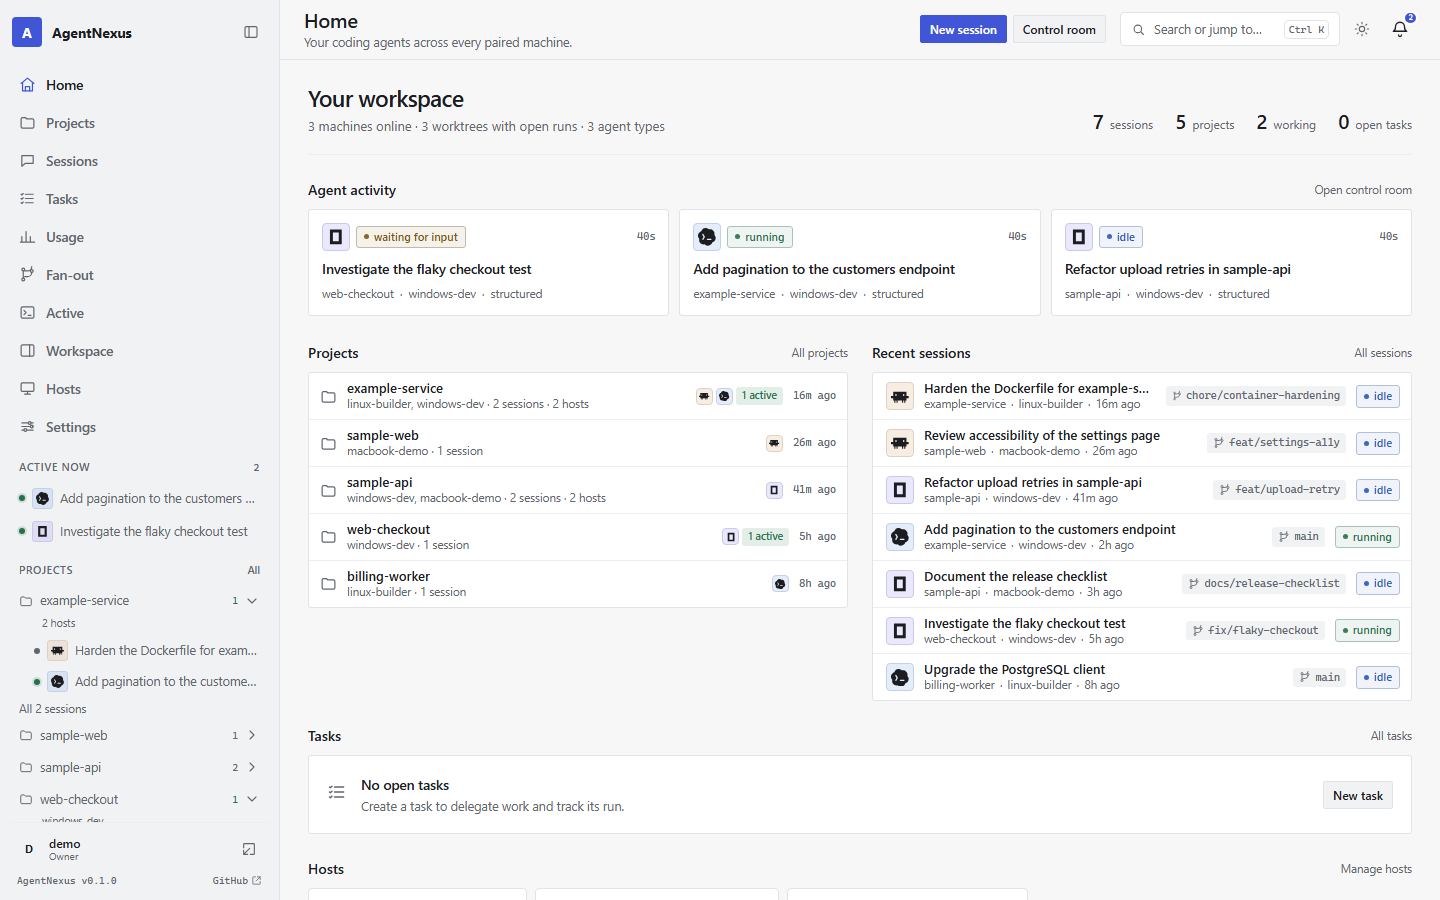 A AgentNexus
Home
Projects
Sessions
Tasks
Usage
Fan-out
Active
Workspace
Hosts
Settings
ACTIVE NOW 2
Add pagination to the customers ...
Investigate the flaky checkout test
PROJECTS All
example-service 1
2 hosts
Harden the Dockerfile for exam...
Add pagination to the custome...
All 2 sessions
sample-web 1
sample-api 2
web-checkout 1
windows-dev
D demo
Owner
AgentNexus v0.1.0 GitHub
Home
Your coding agents across every paired machine.
New session Control room Search or jump to... Ctrl K 2
Your workspace
3 machines online · 3 worktrees with open runs · 3 agent types
7 sessions 5 projects 2 working 0 open tasks
Agent activity Open control room
waiting for input 40s
Investigate the flaky checkout test
web-checkout · windows-dev · structured
running 40s
Add pagination to the customers endpoint
example-service · windows-dev · structured
idle 40s
Refactor upload retries in sample-api
sample-api · windows-dev · structured
Projects All projects
example-service
linux-builder, windows-dev · 2 sessions · 2 hosts
1 active 16m ago
sample-web
macbook-demo · 1 session
26m ago
sample-api
windows-dev, macbook-demo · 2 sessions · 2 hosts
41m ago
web-checkout
windows-dev · 1 session
1 active 5h ago
billing-worker
linux-builder · 1 session
8h ago
Recent sessions All sessions
Harden the Dockerfile for example-s...
example-service · linux-builder · 16m ago
chore/container-hardening idle
Review accessibility of the settings page
sample-web · macbook-demo · 26m ago
feat/settings-a11y idle
Refactor upload retries in sample-api
sample-api · windows-dev · 41m ago
feat/upload-retry idle
Add pagination to the customers endpoint
example-service · windows-dev · 2h ago
main running
Document the release checklist
sample-api · macbook-demo · 3h ago
docs/release-checklist idle
Investigate the flaky checkout test
web-checkout · windows-dev · 5h ago
fix/flaky-checkout running
Upgrade the PostgreSQL client
billing-worker · linux-builder · 8h ago
main idle
Tasks All tasks
No open tasks
Create a task to delegate work and track its run.
New task
Hosts Manage hosts